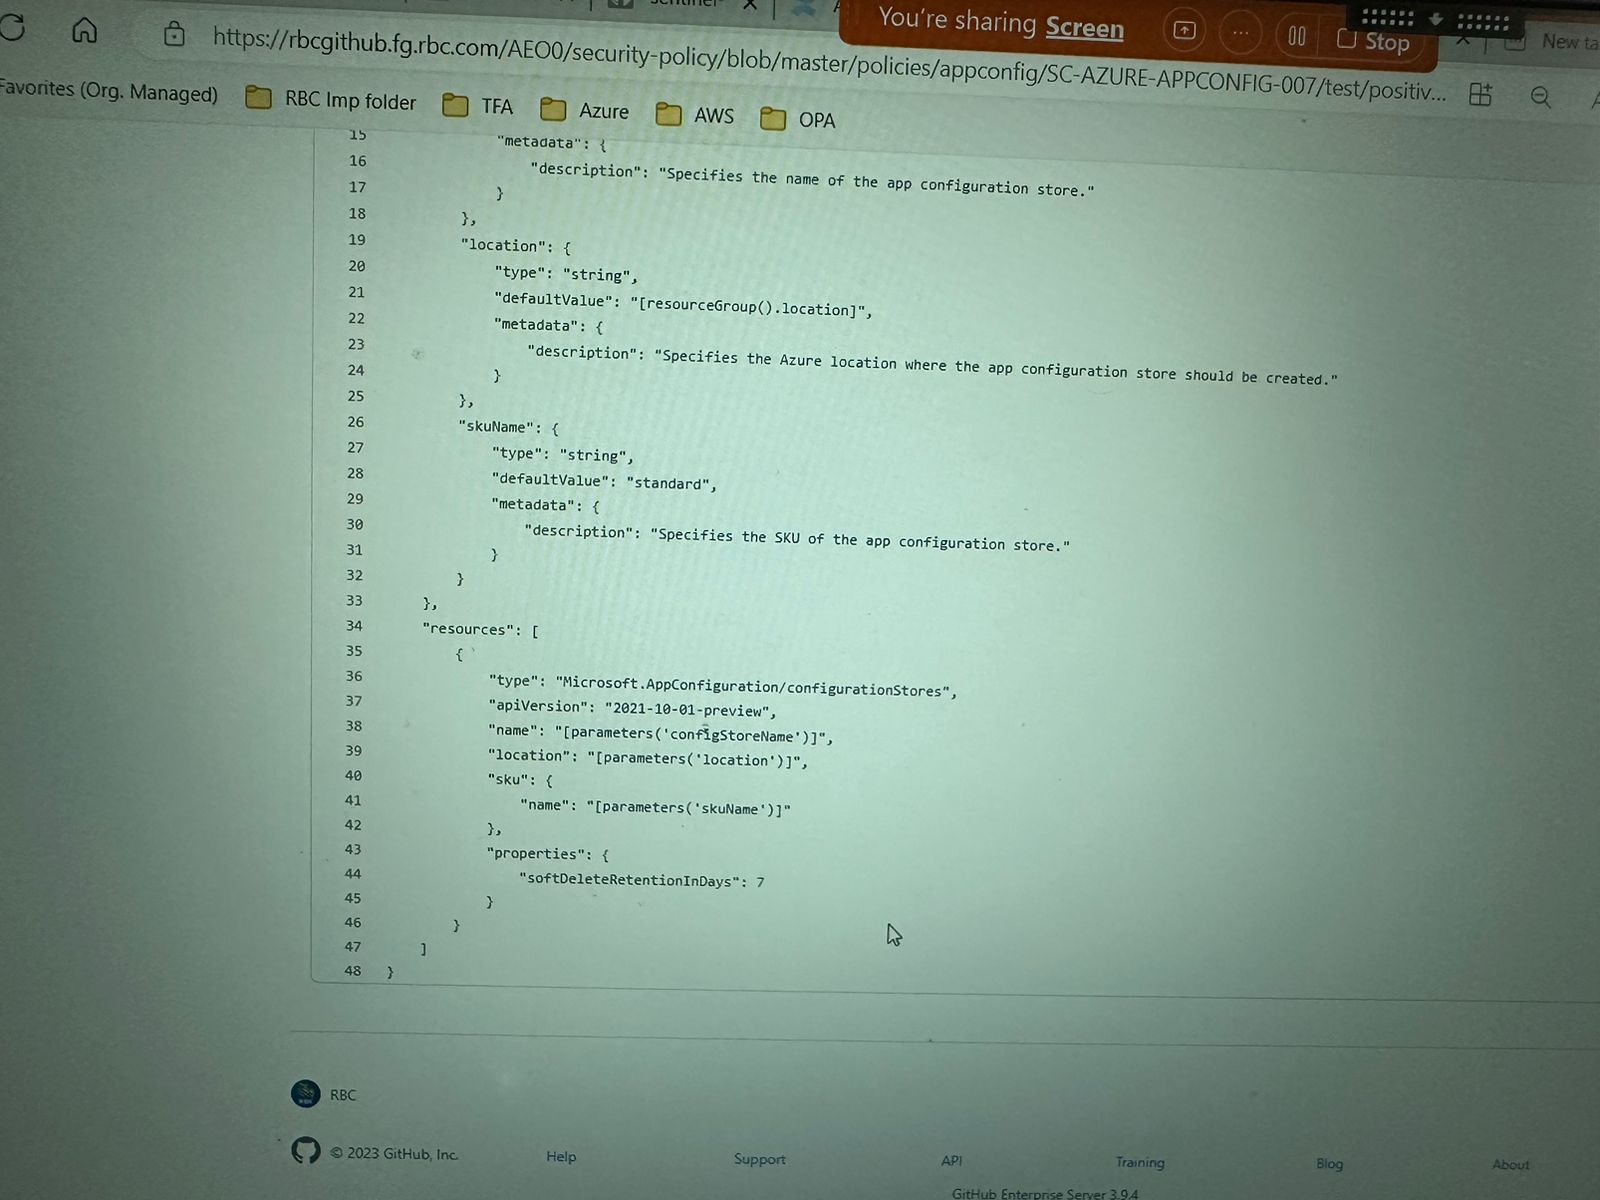 You're sharing Screen
Stop
New ta
https://rbcgithub.fg.rbc.com/AEO0/security-policy/blob/master/policies/appconfig/SC-AZURE-APPCONFIG-007/test/positiv...
Favorites (Org. Managed) RBC Imp folder TFA Azure AWS OPA
15 "metadata": {
16 "description": "Specifies the name of the app configuration store."
17 }
18 },
19 "location": {
20 "type": "string",
21 "defaultValue": "[resourceGroup().location]",
22 "metadata": {
23 "description": "Specifies the Azure location where the app configuration store should be created."
24 }
25 },
26 "skuName": {
27 "type": "string",
28 "defaultValue": "standard",
29 "metadata": {
30 "description": "Specifies the SKU of the app configuration store."
31 }
32 }
33 },
34 "resources": [
35 {
36 "type": "Microsoft.AppConfiguration/configurationStores",
37 "apiVersion": "2021-10-01-preview",
38 "name": "[parameters('configStoreName')]",
39 "location": "[parameters('location')]",
40 "sku": {
41 "name": "[parameters('skuName')]"
42 },
43 "properties": {
44 "softDeleteRetentionInDays": 7
45 }
46 }
47 ]
48 }
RBC
© 2023 GitHub, Inc. Help Support API Training Blog About
GitHub Enterprise Server 3.9.4